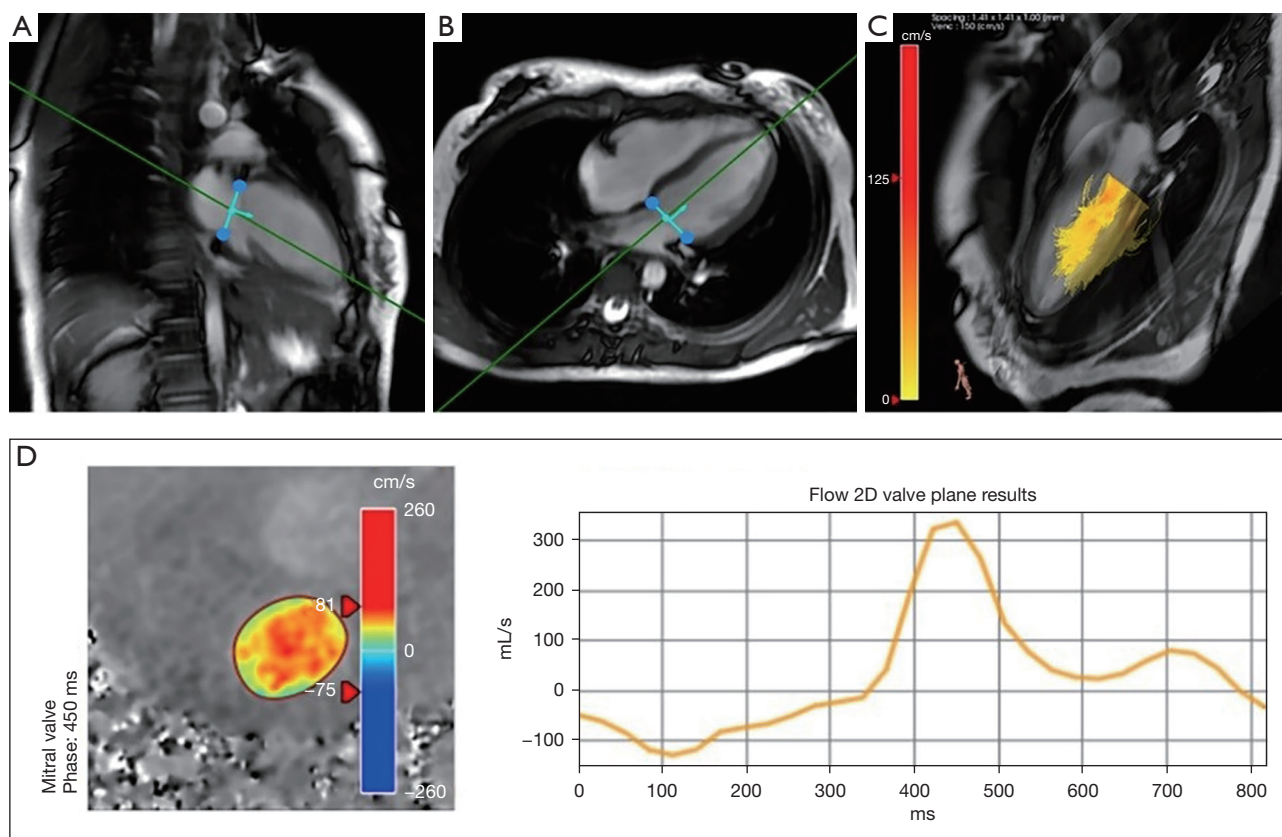 A
B
C
Spacing : 1.41 x 1.41 x 1.00 (mm)
Venc : 150 (cm/s)
cm/s
125
0
D
Mitral valve
Phase: 450 ms
cm/s
260
81
0
−75
−260
Flow 2D valve plane results
mL/s
300
200
100
0
−100
0 100 200 300 400 500 600 700 800
ms